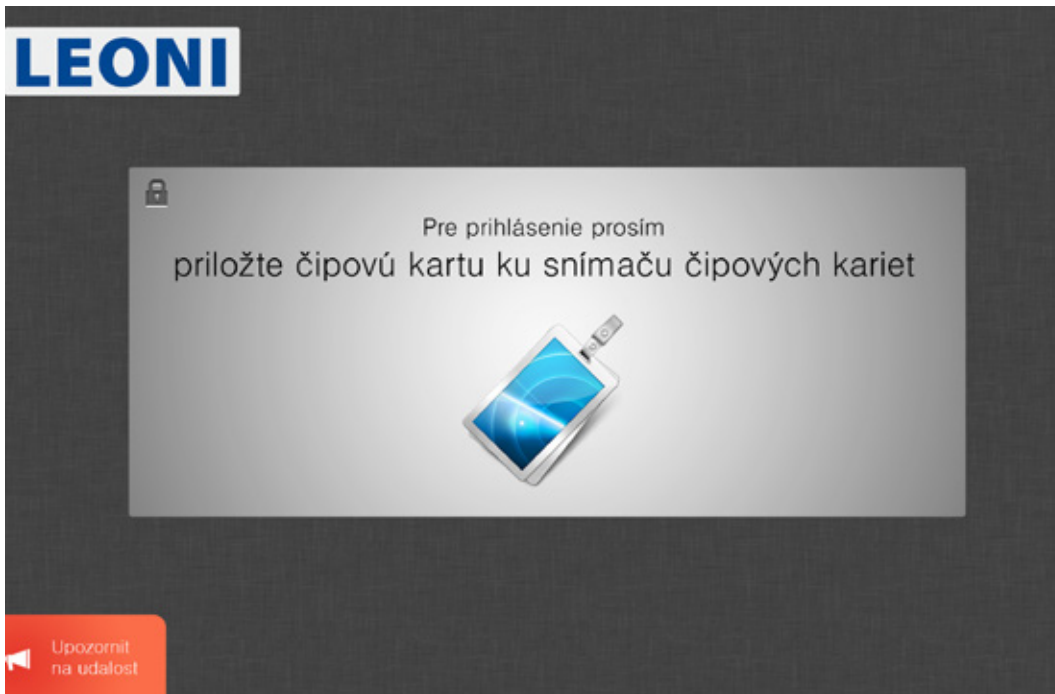 LEONI
Pre prihlásenie prosím
priložte čipovú kartu ku snímaču čipových kariet
Upozornit
na udalost